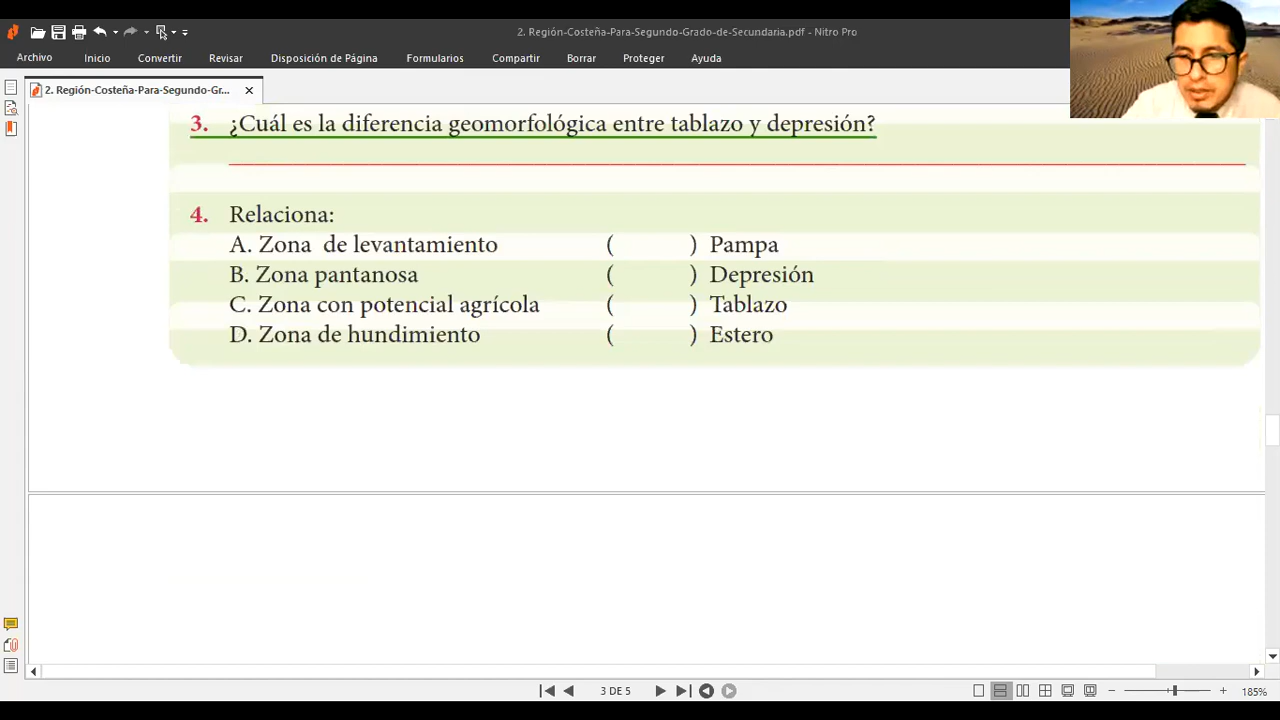 2. Región-Costeña-Para-Segundo-Grado-de-Secundaria.pdf - Nitro Pro
Archivo Inicio Convertir Revisar Disposición de Página Formularios Compartir Borrar Proteger Ayuda
2. Región-Costeña-Para-Segundo-Gr...
3. ¿Cuál es la diferencia geomorfológica entre tablazo y depresión?
4. Relaciona:
A. Zona de levantamiento ( ) Pampa
B. Zona pantanosa ( ) Depresión
C. Zona con potencial agrícola ( ) Tablazo
D. Zona de hundimiento ( ) Estero
3 DE 5
185%